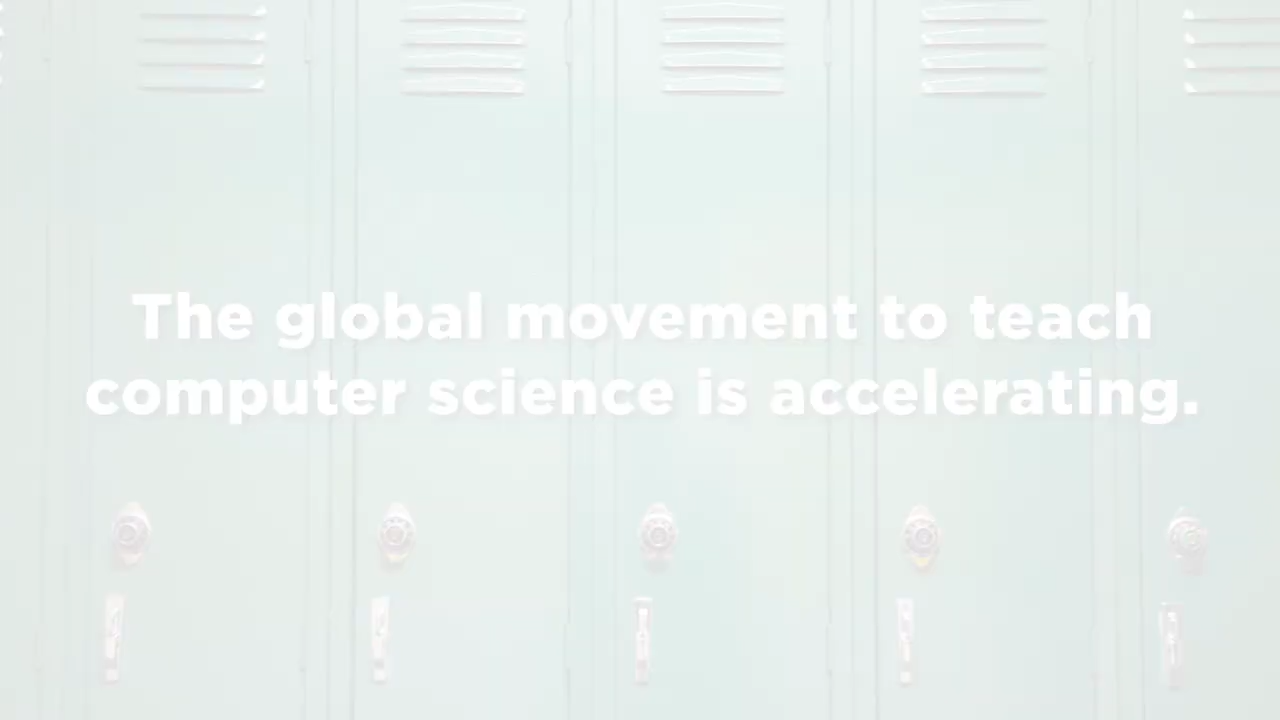 The global movement to teach
computer science is accelerating.